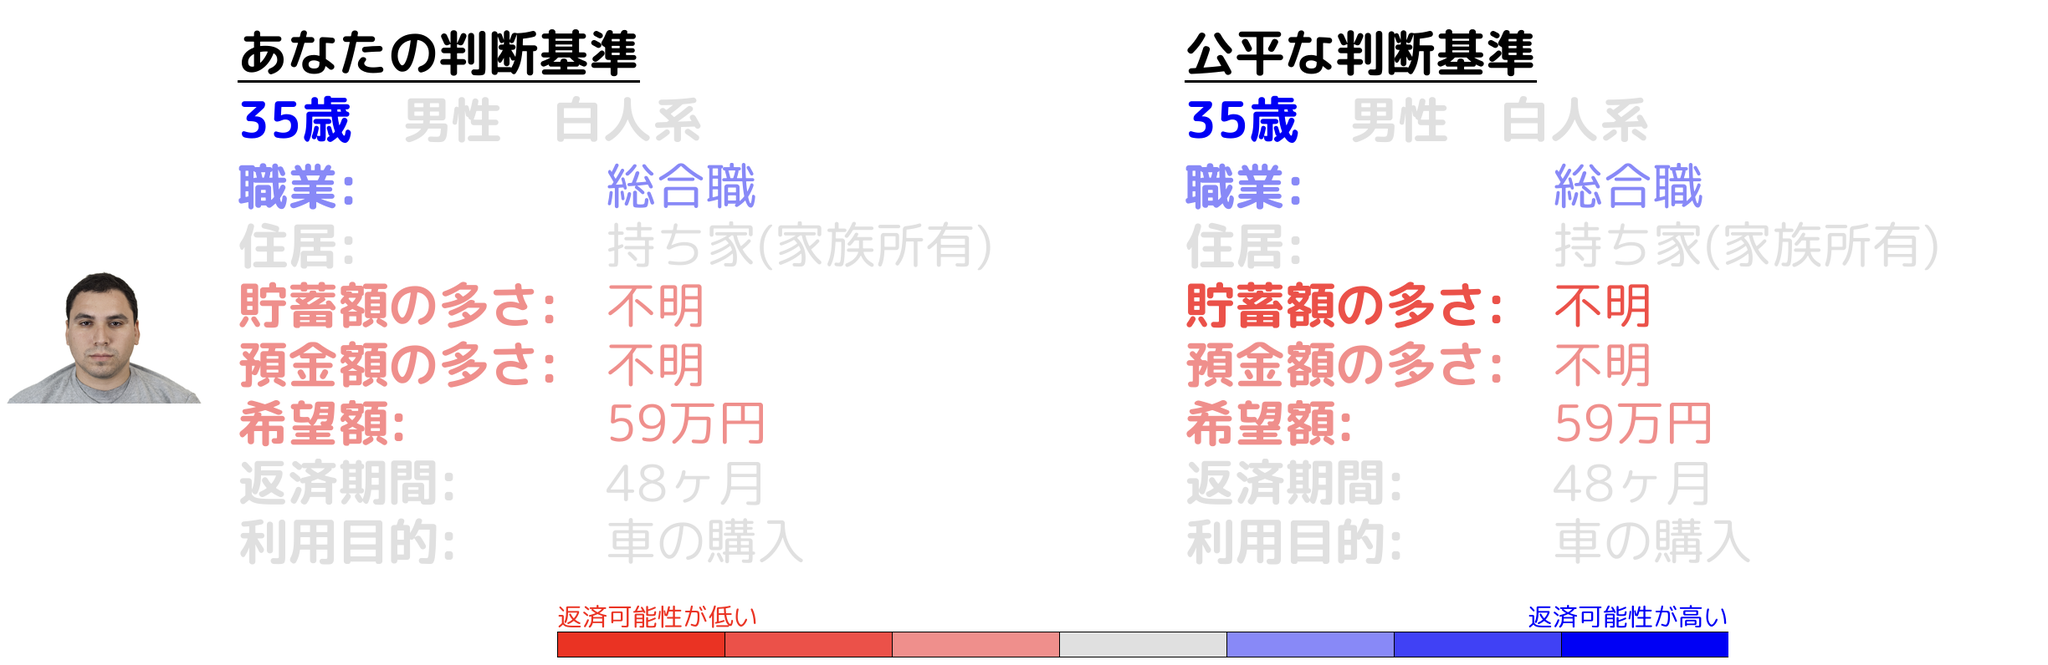 あなたの判断基準
35歳 男性 白人系
職業: 総合職
住居: 持ち家(家族所有)
貯蓄額の多さ: 不明
預金額の多さ: 不明
希望額: 59万円
返済期間: 48ヶ月
利用目的: 車の購入
公平な判断基準
35歳 男性 白人系
職業: 総合職
住居: 持ち家(家族所有)
貯蓄額の多さ: 不明
預金額の多さ: 不明
希望額: 59万円
返済期間: 48ヶ月
利用目的: 車の購入
返済可能性が低い
返済可能性が高い